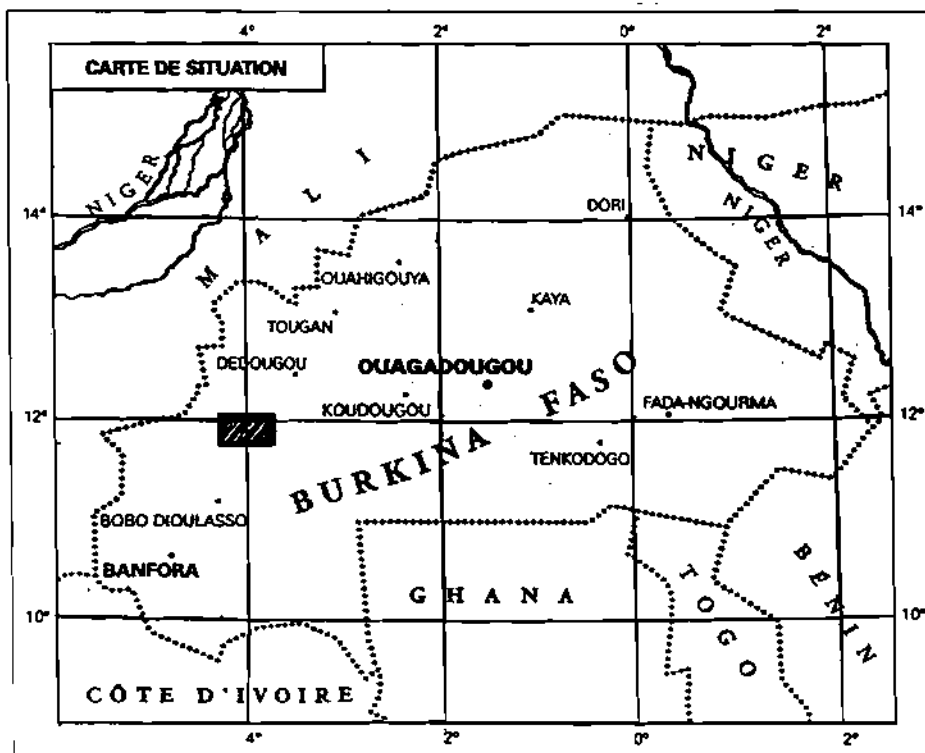 4° 2° 0° 2°
CARTE DE SITUATION
NIGER
MALI
NIGER
NIGER
14° 14°
DORI
OUAHIGOUYA
KAYA
TOUGAN
DEDOUGOU
OUAGADOUGOU
KOUDOUGOU
FADA-NGOURMA
12° 12°
BURKINA FASO
TENKODOGO
BOBO DIOULASSO
BANFORA
GHANA
TOGO
BENIN
10° 10°
CÔTE D'IVOIRE
4° 2° 0° 2°